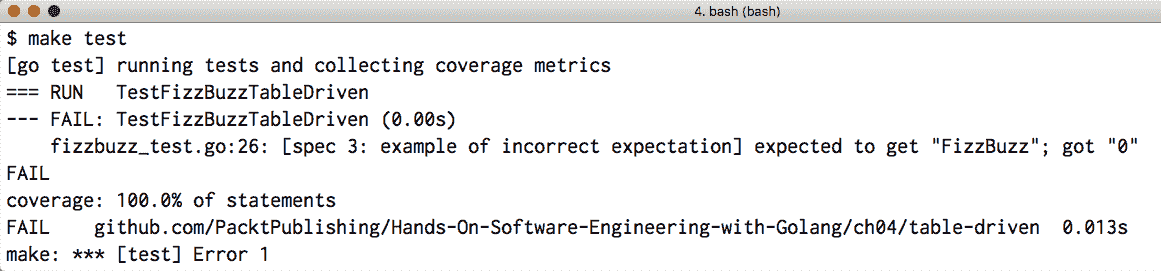 4. bash (bash)
$ make test
[go test] running tests and collecting coverage metrics
=== RUN   TestFizzBuzzTableDriven
--- FAIL: TestFizzBuzzTableDriven (0.00s)
    fizzbuzz_test.go:26: [spec 3: example of incorrect expectation] expected to get "FizzBuzz"; got "0"
FAIL
coverage: 100.0% of statements
FAIL    github.com/PacktPublishing/Hands-On-Software-Engineering-with-Golang/ch04/table-driven  0.013s
make: *** [test] Error 1